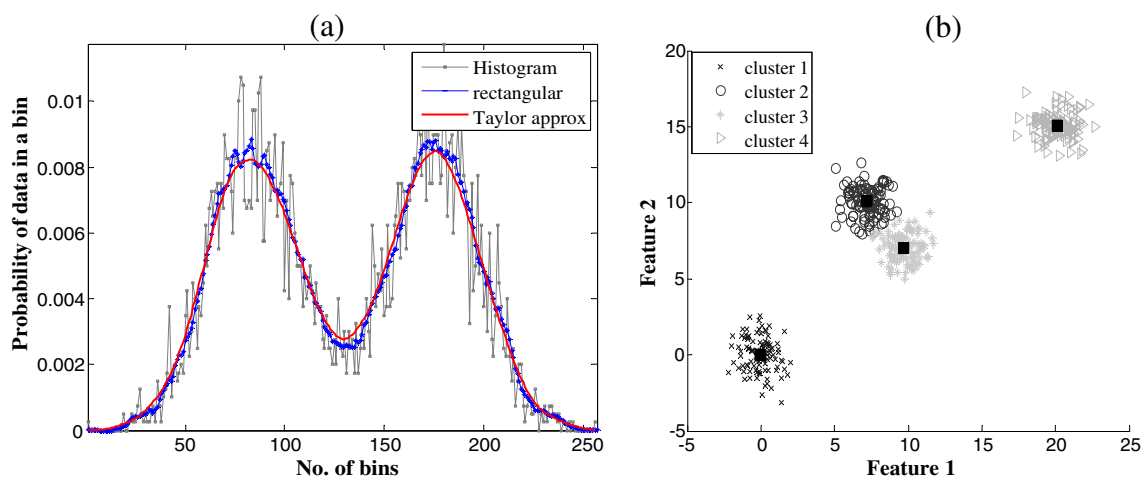 (a)
Probability of data in a bin
0.01
0.008
0.006
0.004
0.002
0
50
100
150
200
250
No. of bins
Histogram
rectangular
Taylor approx
(b)
Feature 2
20
15
10
5
0
-5
-5
0
5
10
15
20
25
Feature 1
cluster 1
cluster 2
cluster 3
cluster 4